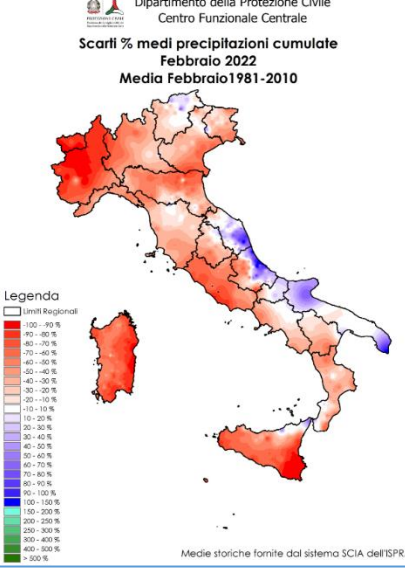 Dipartimento della Protezione Civile
Centro Funzionale Centrale
Scarti % medi precipitazioni cumulate
Febbraio 2022
Media Febbraio1981-2010
Legenda
Limiti Regionali
-100 - -90 %
-90 - -80 %
-80 - -70 %
-70 - -60 %
-60 - -50 %
-50 - -40 %
-40 - -30 %
-30 - -20 %
-20 - -10 %
-10 - 10 %
10 - 20 %
20 - 30 %
30 - 40 %
40 - 50 %
50 - 60 %
60 - 70 %
70 - 80 %
80 - 90 %
90 - 100 %
100 - 150 %
150 - 200 %
200 - 250 %
250 - 300 %
300 - 400 %
400 - 500 %
> 500 %
Medie storiche fornite dal sistema SCIA dell'ISPR